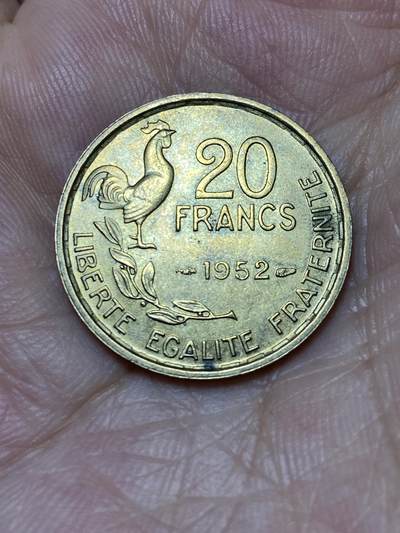 20
FRANCS
1952
LIBERTE EGALITE FRATERNITE